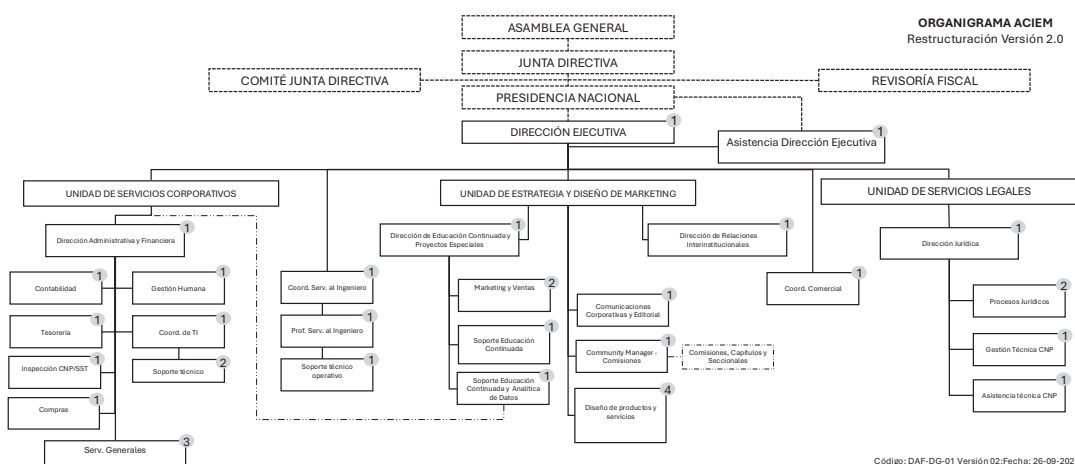 ORGANIGRAMA ACIEM
Restructuración Versión 2.0
ASAMBLEA GENERAL
JUNTA DIRECTIVA
COMITÉ JUNTA DIRECTIVA
REVISORÍA FISCAL
PRESIDENCIA NACIONAL
1
DIRECCIÓN EJECUTIVA
1
Asistencia Dirección Ejecutiva
UNIDAD DE SERVICIOS CORPORATIVOS
UNIDAD DE ESTRATEGIA Y DISEÑO DE MARKETING
UNIDAD DE SERVICIOS LEGALES
1
Dirección Administrativa y Financiera
1
Dirección de Educación Continuada y
Proyectos Especiales
1
Dirección de Relaciones
Interinstitucionales
1
Dirección Jurídica
1
Contabilidad
1
Gestión Humana
1
Coord. Serv. al Ingeniero
2
Marketing y Ventas
1
Comunicaciones
Corporativas y Editorial
1
Coord. Comercial
2
Procesos Jurídicos
1
Tesorería
1
Coord. de TI
1
Prof. Serv. al Ingeniero
1
Soporte Educación
Continuada
1
Community Manager -
Comisiones
Comisiones, Capítulos y
Seccionales
1
Gestión Técnica CNP
1
Inspección CNP/SST
2
Soporte técnico
1
Soporte técnico
operativo
1
Soporte Educación
Continuada y Analítica
de Datos
4
Diseño de productos y
servicios
1
Asistencia técnica CNP
1
Compras
3
Serv. Generales
Código: DAF-DG-01 Versión 02:Fecha: 26-09-202